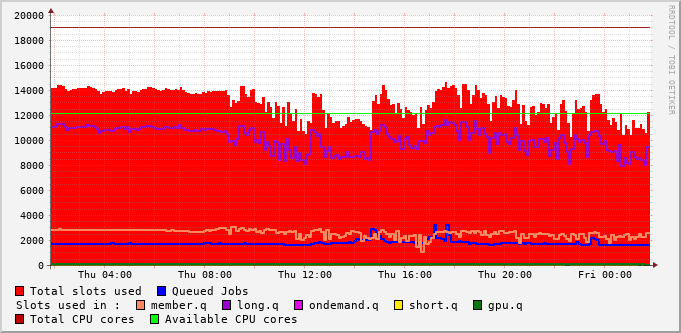 20000
18000
16000
14000
12000
10000
8000
6000
4000
2000
0
Thu 04:00 Thu 08:00 Thu 12:00 Thu 16:00 Thu 20:00 Fri 00:00
Total slots used Queued Jobs
Slots used in : member.q long.q ondemand.q short.q gpu.q
Total CPU cores Available CPU cores
RRDTOOL / TOBI OETIKER